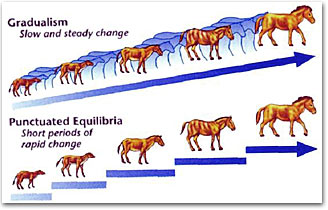 Gradualism
Slow and steady change
Punctuated Equilibria
Short periods of
rapid change